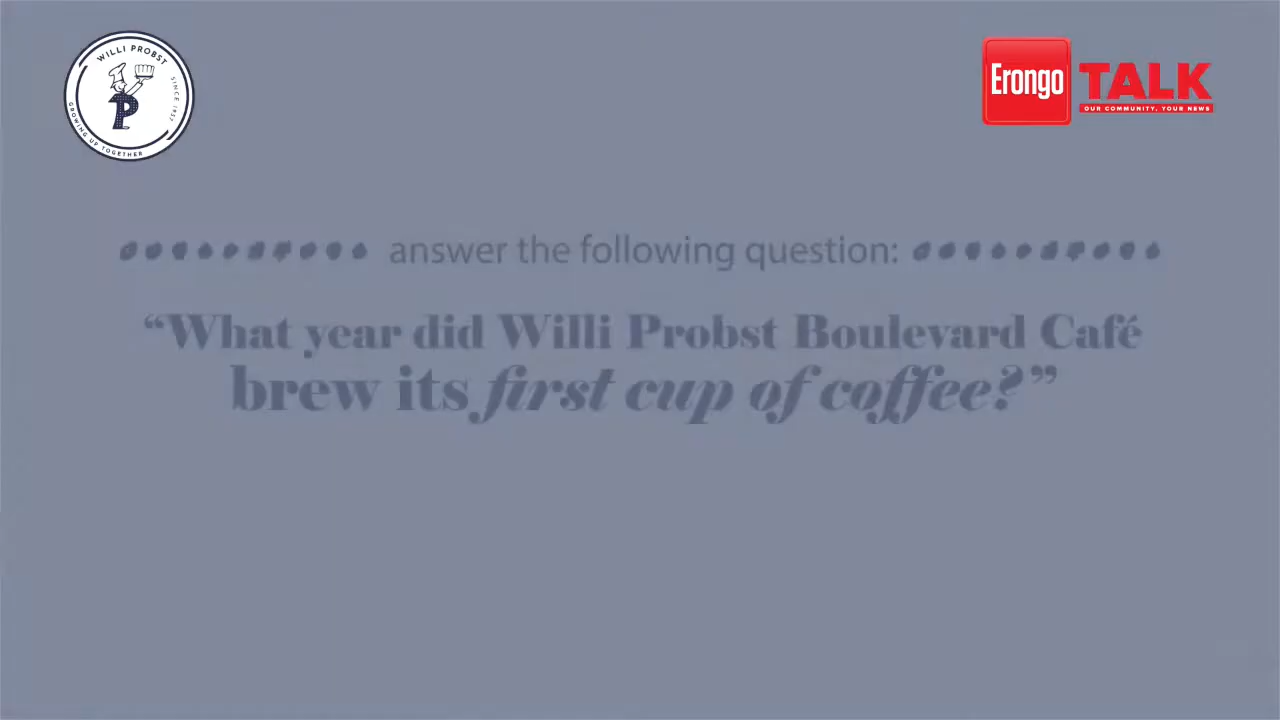 WILLI PROBST
SINCE 1957
GROWING UP TOGETHER
P
Erongo
TALK
OUR COMMUNITY, YOUR NEWS
answer the following question:
“What year did Willi Probst Boulevard Café
brew its first cup of coffee?”